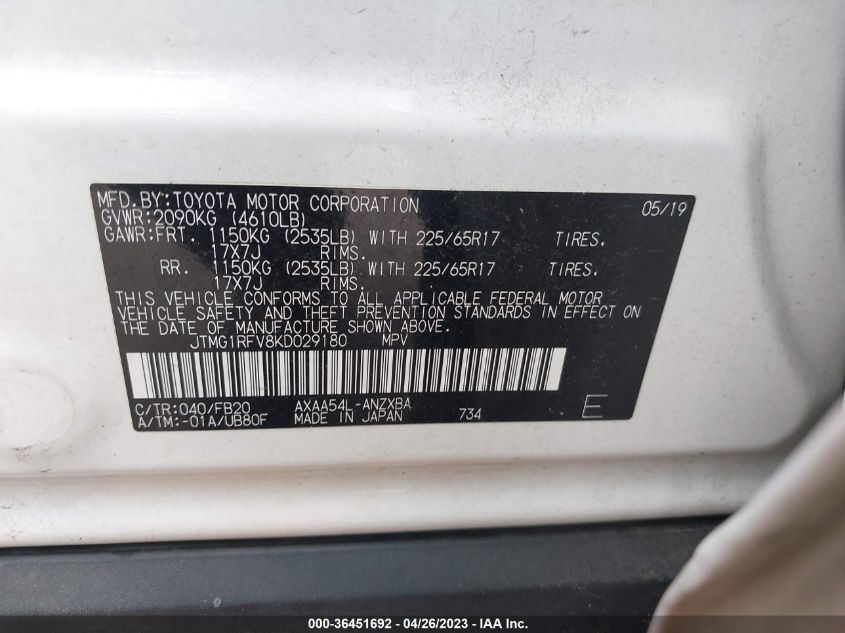 MFD.BY:TOYOTA MOTOR CORPORATION 05/19
GVWR:2090KG (4610LB)
GAWR:FRT. 1150KG (2535LB) WITH 225/65R17 TIRES.
17X7J RIMS.
RR. 1150KG (2535LB) WITH 225/65R17 TIRES.
17X7J RIMS.
THIS VEHICLE CONFORMS TO ALL APPLICABLE FEDERAL MOTOR
VEHICLE SAFETY AND THEFT PREVENTION STANDARDS IN EFFECT ON
THE DATE OF MANUFACTURE SHOWN ABOVE.
JTMG1RFV8KD029180 MPV
C/TR:040/FB20 AXAA54L-ANZXBA
A/TM:-01A/UB80F MADE IN JAPAN 734 E
000-36451692 - 04/26/2023 - IAA Inc.